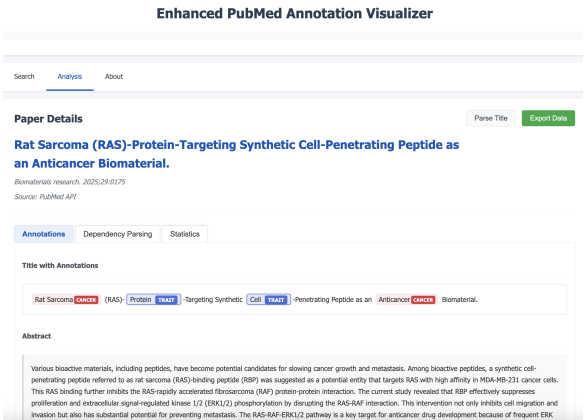 Enhanced PubMed Annotation Visualizer
Search Analysis About
Paper Details Parse Title Export Data
Rat Sarcoma (RAS)-Protein-Targeting Synthetic Cell-Penetrating Peptide as
an Anticancer Biomaterial.
Biomaterials research. 2025;29:0175
Source: PubMed API
Annotations Dependency Parsing Statistics
Title with Annotations
Rat Sarcoma CANCER (RAS)- Protein TRAIT -Targeting Synthetic Cell TRAIT -Penetrating Peptide as an Anticancer CANCER Biomaterial.
Abstract
Various bioactive materials, including peptides, have become potential candidates for slowing cancer growth and metastasis. Among bioactive peptides, a synthetic cell-
penetrating peptide referred to as rat sarcoma (RAS)-binding peptide (RBP) was suggested as a potential entity that targets RAS with high affinity in MDA-MB-231 cancer cells.
This RAS binding further inhibits the RAS-rapidly accelerated fibrosarcoma (RAF) protein-protein interaction. The current study revealed that RBP effectively suppresses
proliferation and extracellular signal-regulated kinase 1/2 (ERK1/2) phosphorylation by disrupting the RAS-RAF interaction. This intervention not only inhibits cell migration and
invasion but also has substantial potential for preventing metastasis. The RAS-RAF-ERK1/2 pathway is a key target for anticancer drug development because of frequent ERK